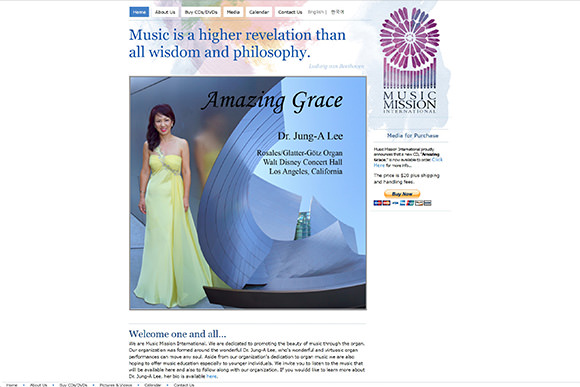 Home About Us Buy CDs/DVDs Media Calendar Contact Us English | 한국어
Music is a higher revelation than
all wisdom and philosophy.
Ludwig van Beethoven
MUSIC
MISSION
INTERNATIONAL
Amazing Grace
Dr. Jung-A Lee
Rosales/Glatter-Götz Organ
Walt Disney Concert Hall
Los Angeles, California
Media for Purchase
Music Mission International proudly
announces that a new CD, "Amazing
Grace," is now available to order. Click
Here for more info...
The price is $20 plus shipping
and handling fees.
Buy Now
Welcome one and all...
We are Music Mission International. We are dedicated to promoting the beauty of music through the organ.
Our organization was formed around the wonderful Dr. Jung-A Lee, who's wonderful and virtuosic organ
performances can move any soul. Aside from our organization's dedication to organ music we are also
hoping to offer music education especially to younger individuals. We invite you to listen to the music that
will be available here and also to follow along with our organization. If you would like to learn more about
Dr. Jung-A Lee, her bio is available here.
Home • About Us • Buy CDs/DVDs • Pictures & Videos • Calendar • Contact Us